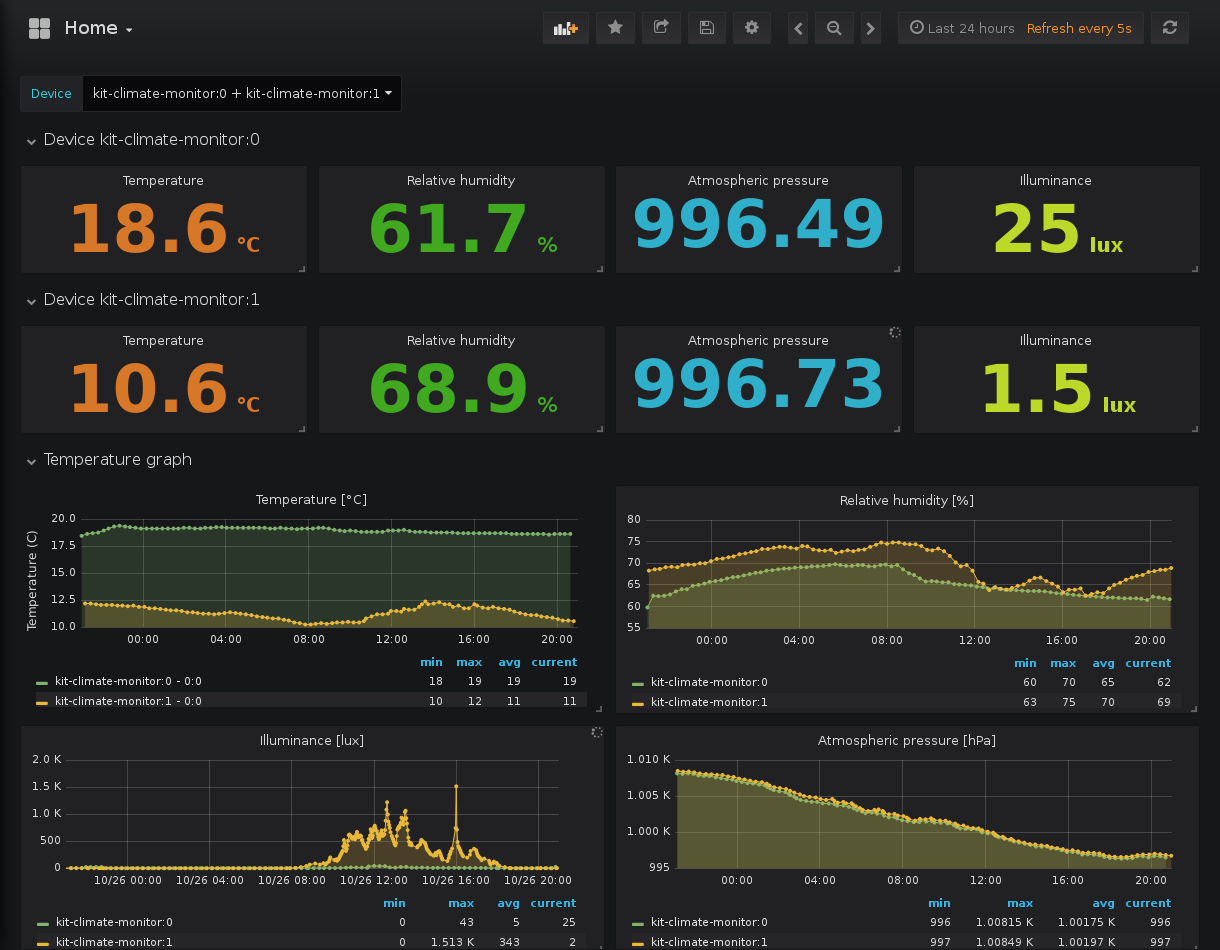 Home
Last 24 hours Refresh every 5s
Device kit-climate-monitor:0 + kit-climate-monitor:1
Device kit-climate-monitor:0
Temperature Relative humidity Atmospheric pressure Illuminance
18.6 °C 61.7 % 996.49 25 lux
Device kit-climate-monitor:1
Temperature Relative humidity Atmospheric pressure Illuminance
10.6 °C 68.9 % 996.73 1.5 lux
Temperature graph
Temperature [°C]
Temperature (C)
20.0
17.5
15.0
12.5
10.0
00:00 04:00 08:00 12:00 16:00 20:00
min max avg current
kit-climate-monitor:0 - 0:0 18 19 19 19
kit-climate-monitor:1 - 0:0 10 12 11 11
Relative humidity [%]
80
75
70
65
60
55
00:00 04:00 08:00 12:00 16:00 20:00
min max avg current
kit-climate-monitor:0 60 70 65 62
kit-climate-monitor:1 63 75 70 69
Illuminance [lux]
2.0 K
1.5 K
1.0 K
500
0
10/26 00:00 10/26 04:00 10/26 08:00 10/26 12:00 10/26 16:00 10/26 20:00
min max avg current
kit-climate-monitor:0 0 43 5 25
kit-climate-monitor:1 0 1.513 K 343 2
Atmospheric pressure [hPa]
1.010 K
1.005 K
1.000 K
995
00:00 04:00 08:00 12:00 16:00 20:00
min max avg current
kit-climate-monitor:0 996 1.00815 K 1.00175 K 996
kit-climate-monitor:1 997 1.00849 K 1.00197 K 997